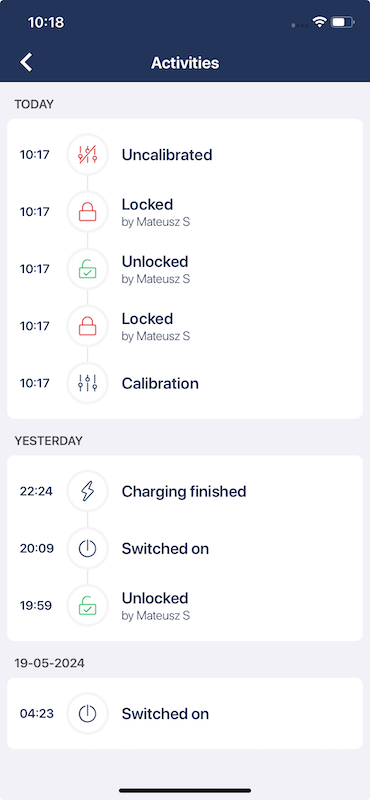 10:18
Activities
TODAY
10:17 Uncalibrated
10:17 Locked
by Mateusz S
10:17 Unlocked
by Mateusz S
10:17 Locked
by Mateusz S
10:17 Calibration
YESTERDAY
22:24 Charging finished
20:09 Switched on
19:59 Unlocked
by Mateusz S
19-05-2024
04:23 Switched on